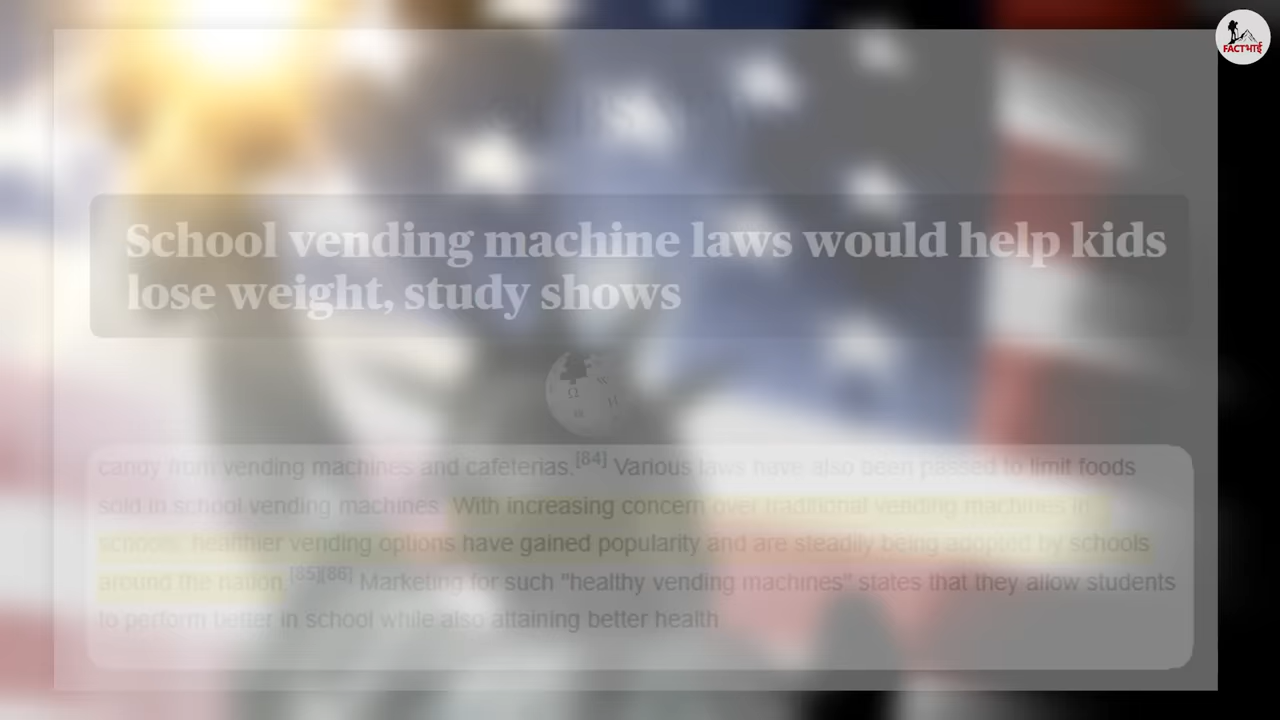 FACTभाई
School vending machine laws would help kids
lose weight, study shows
candy from vending machines and cafeterias.[84] Various laws have also been passed to limit foods
sold in school vending machines. With increasing concern over traditional vending machines in
schools, healthier vending options have gained popularity and are steadily being adopted by schools
around the nation.[85][86] Marketing for such "healthy vending machines" states that they allow students
to perform better in school while also attaining better health